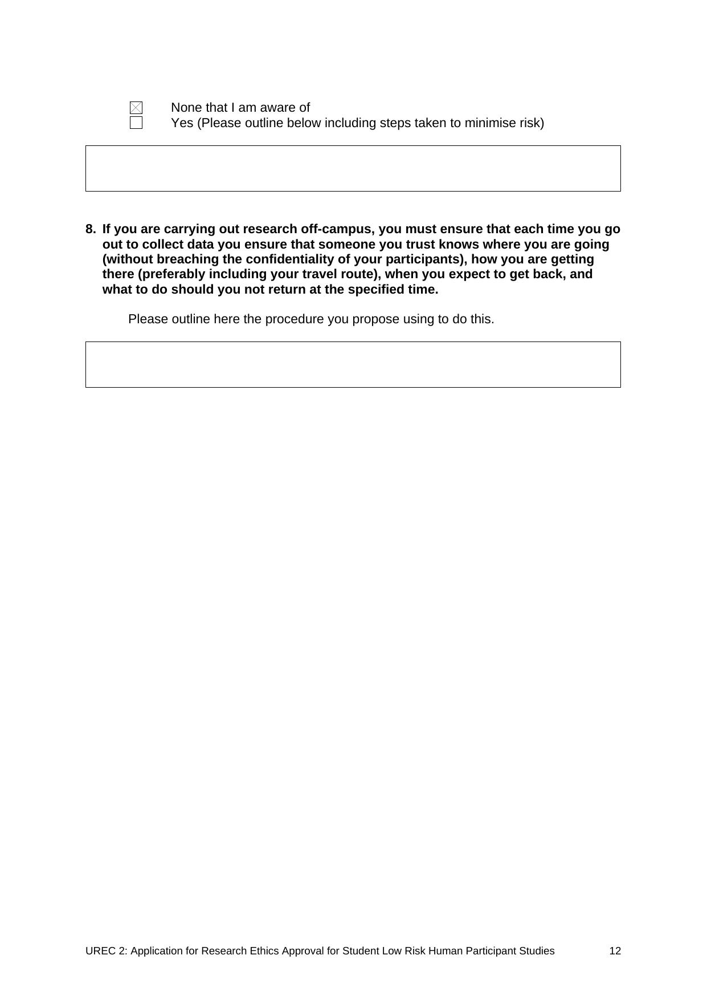 None that I am aware of
Yes (Please outline below including steps taken to minimise risk)
8. If you are carrying out research off-campus, you must ensure that each time you go
out to collect data you ensure that someone you trust knows where you are going
(without breaching the confidentiality of your participants), how you are getting
there (preferably including your travel route), when you expect to get back, and
what to do should you not return at the specified time.
Please outline here the procedure you propose using to do this.
UREC 2: Application for Research Ethics Approval for Student Low Risk Human Participant Studies 12